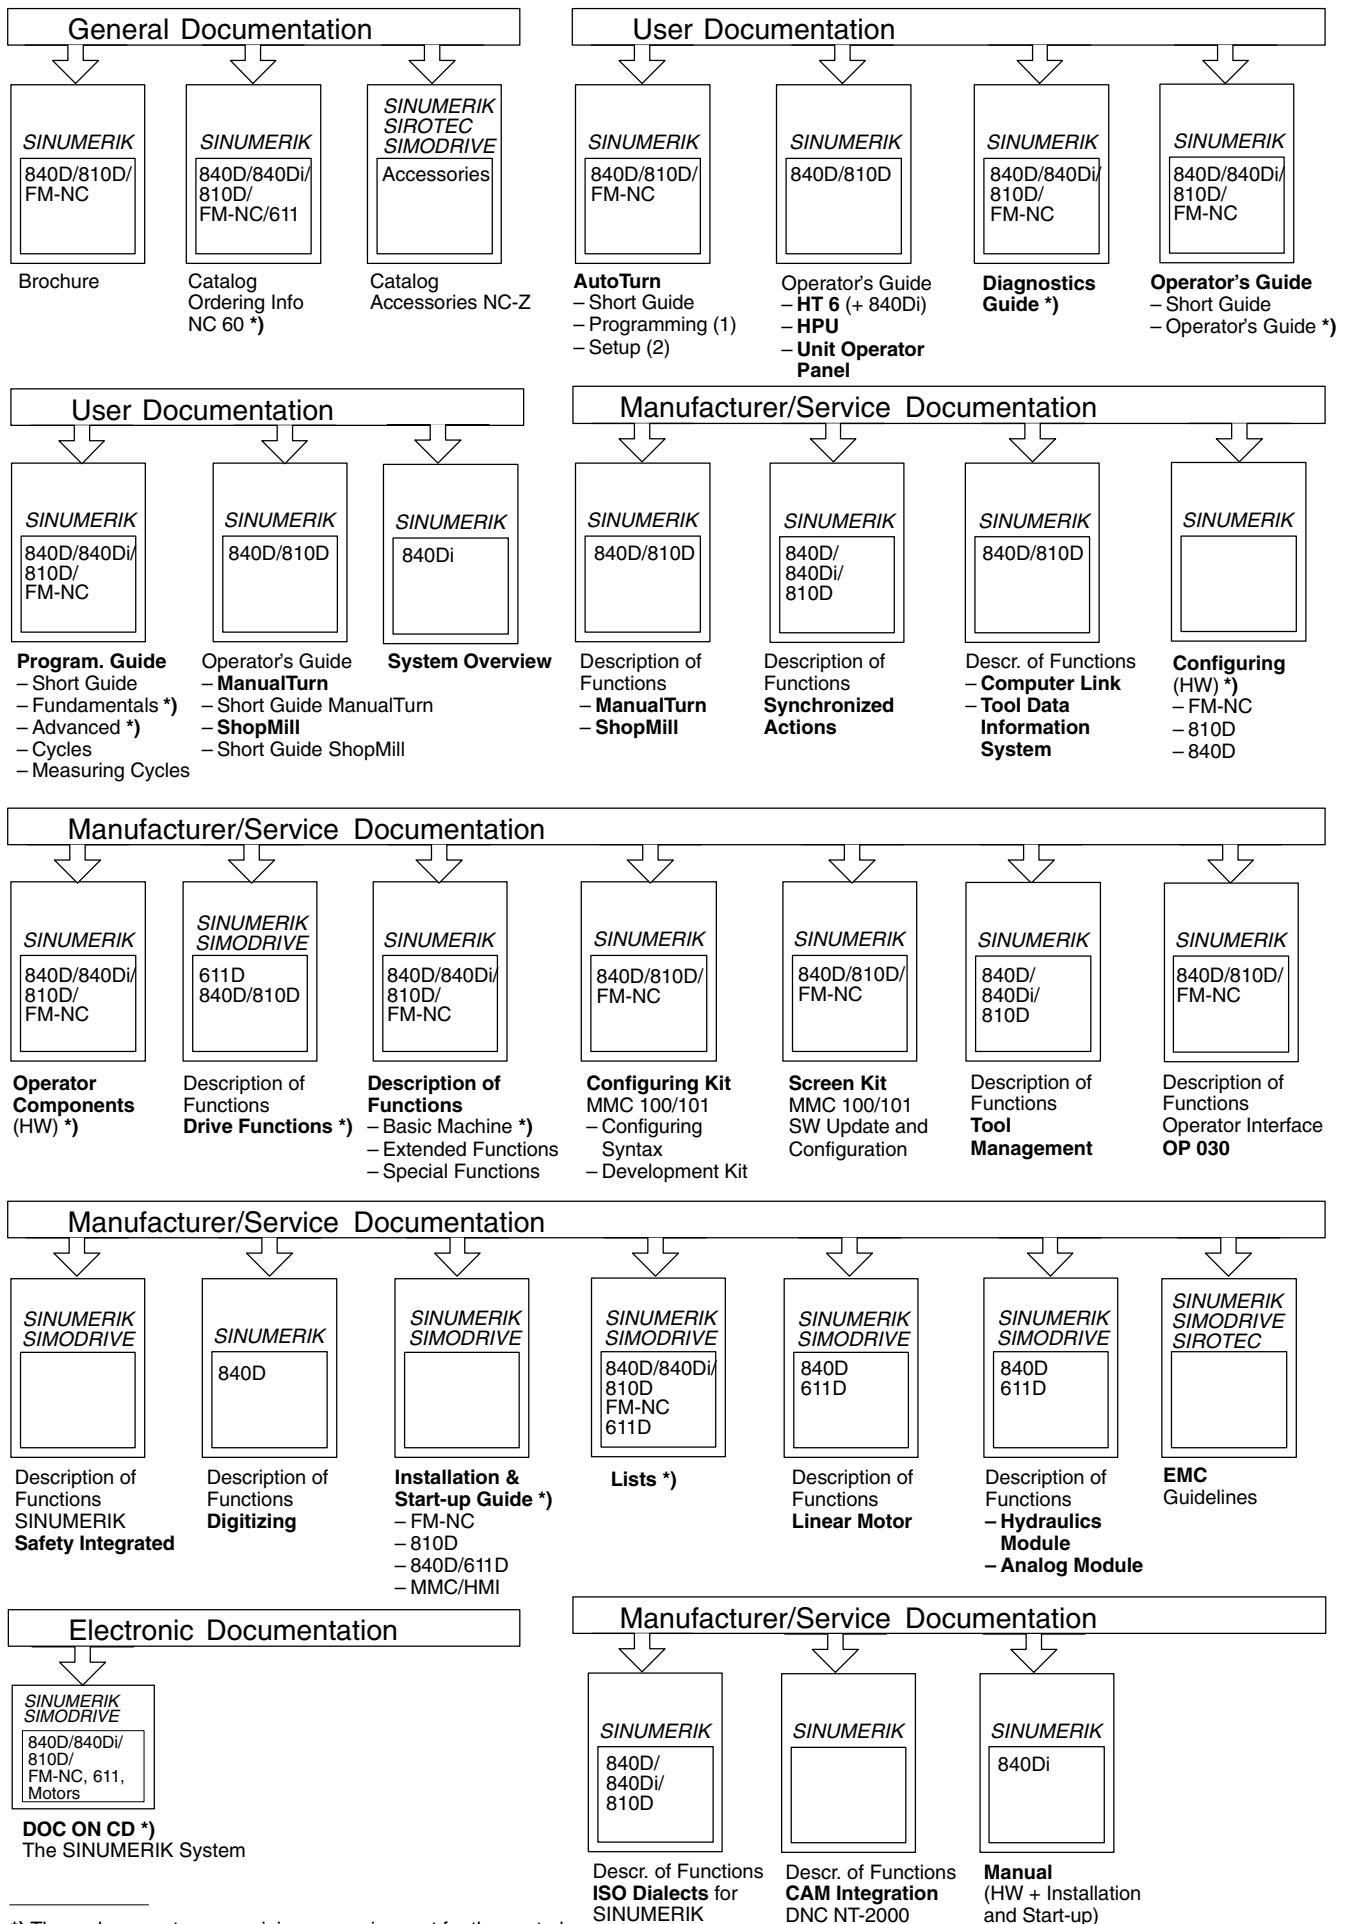 General Documentation
SINUMERIK
840D/810D/
FM-NC
Brochure
SINUMERIK
840D/840Di/
810D/
FM-NC/611
Catalog
Ordering Info
NC 60 *)
SINUMERIK
SIROTEC
SIMODRIVE
Accessories
Catalog
Accessories NC-Z
User Documentation
SINUMERIK
840D/810D/
FM-NC
AutoTurn
– Short Guide
– Programming (1)
– Setup (2)
SINUMERIK
840D/810D
Operator's Guide
– HT 6 (+ 840Di)
– HPU
– Unit Operator
Panel
SINUMERIK
840D/840Di/
810D/
FM-NC
Diagnostics
Guide *)
SINUMERIK
840D/840Di/
810D/
FM-NC
Operator's Guide
– Short Guide
– Operator's Guide *)
User Documentation
SINUMERIK
840D/840Di/
810D/
FM-NC
Program. Guide
– Short Guide
– Fundamentals *)
– Advanced *)
– Cycles
– Measuring Cycles
SINUMERIK
840D/810D
Operator's Guide
– ManualTurn
– Short Guide ManualTurn
– ShopMill
– Short Guide ShopMill
SINUMERIK
840Di
System Overview
Manufacturer/Service Documentation
SINUMERIK
840D/810D
Description of
Functions
– ManualTurn
– ShopMill
SINUMERIK
840D/
840Di/
810D
Description of
Functions
Synchronized
Actions
SINUMERIK
840D/810D
Descr. of Functions
– Computer Link
– Tool Data
Information
System
SINUMERIK
Configuring
(HW) *)
– FM-NC
– 810D
– 840D
Manufacturer/Service Documentation
SINUMERIK
840D/840Di/
810D/
FM-NC
Operator
Components
(HW) *)
SINUMERIK
SIMODRIVE
611D
840D/810D
Description of
Functions
Drive Functions *)
SINUMERIK
840D/840Di/
810D/
FM-NC
Description of
Functions
– Basic Machine *)
– Extended Functions
– Special Functions
SINUMERIK
840D/810D/
FM-NC
Configuring Kit
MMC 100/101
– Configuring
Syntax
– Development Kit
SINUMERIK
840D/810D/
FM-NC
Screen Kit
MMC 100/101
SW Update and
Configuration
SINUMERIK
840D/
840Di/
810D
Description of
Functions
Tool
Management
SINUMERIK
840D/810D/
FM-NC
Description of
Functions
Operator Interface
OP 030
Manufacturer/Service Documentation
SINUMERIK
SIMODRIVE
Description of
Functions
SINUMERIK
Safety Integrated
SINUMERIK
840D
Description of
Functions
Digitizing
SINUMERIK
SIMODRIVE
Installation &
Start-up Guide *)
– FM-NC
– 810D
– 840D/611D
– MMC/HMI
SINUMERIK
SIMODRIVE
840D/840Di/
810D
FM-NC
611D
Lists *)
SINUMERIK
SIMODRIVE
840D
611D
Description of
Functions
Linear Motor
SINUMERIK
SIMODRIVE
840D
611D
Description of
Functions
– Hydraulics
Module
– Analog Module
SINUMERIK
SIMODRIVE
SIROTEC
EMC
Guidelines
Electronic Documentation
SINUMERIK
SIMODRIVE
840D/840Di/
810D/
FM-NC, 611,
Motors
DOC ON CD *)
The SINUMERIK System
Manufacturer/Service Documentation
SINUMERIK
840D/
840Di/
810D
Descr. of Functions
ISO Dialects for
SINUMERIK
SINUMERIK
Descr. of Functions
CAM Integration
DNC NT-2000
SINUMERIK
840Di
Manual
(HW + Installation
and Start-up)